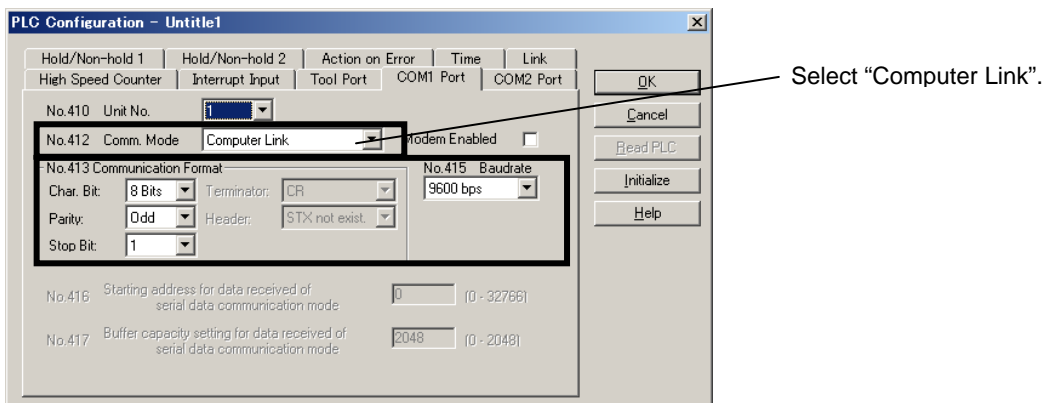 PLC Configuration - Untitle1
Hold/Non-hold 1 Hold/Non-hold 2 Action on Error Time Link
High Speed Counter Interrupt Input Tool Port COM1 Port COM2 Port
No.410 Unit No. 1
No.412 Comm. Mode Computer Link Modem Enabled
No.413 Communication Format No.415 Baudrate
Char. Bit: 8 Bits Terminator: CR 9600 bps
Parity: Odd Header: STX not exist.
Stop Bit: 1
No.416 Starting address for data received of
serial data communication mode 0 (0 - 32766)
No.417 Buffer capacity setting for data received of
serial data communication mode 2048 (0 - 2048)
OK
Cancel
Read PLC
Initialize
Help
Select “Computer Link”.